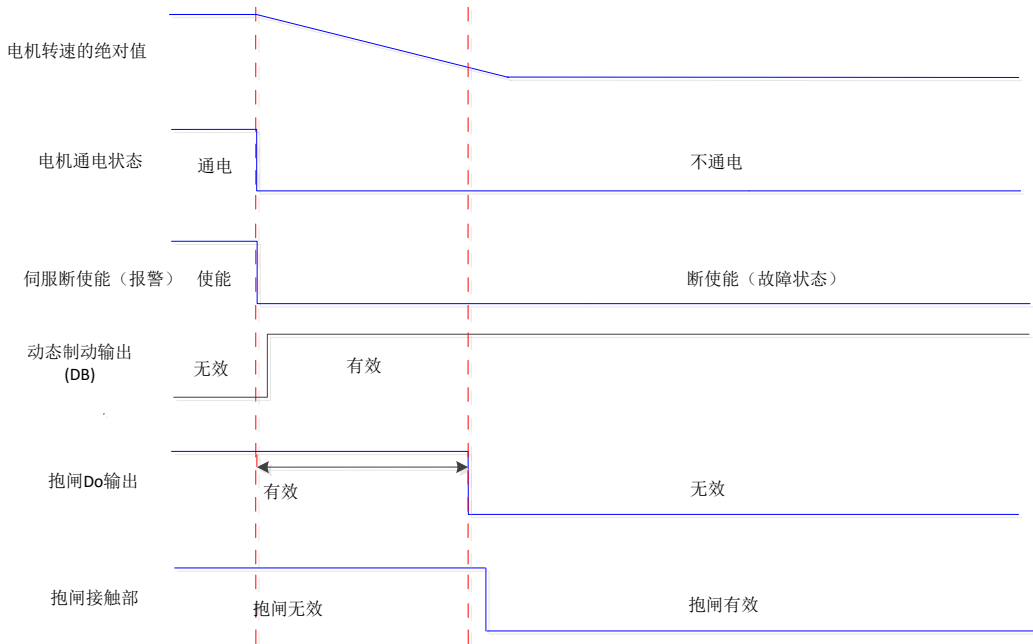 电机转速的绝对值
电机通电状态
通电
不通电
伺服断使能（报警）
使能
断使能（故障状态）
动态制动输出
(DB)
无效
有效
抱闸Do输出
有效
无效
抱闸接触部
抱闸无效
抱闸有效